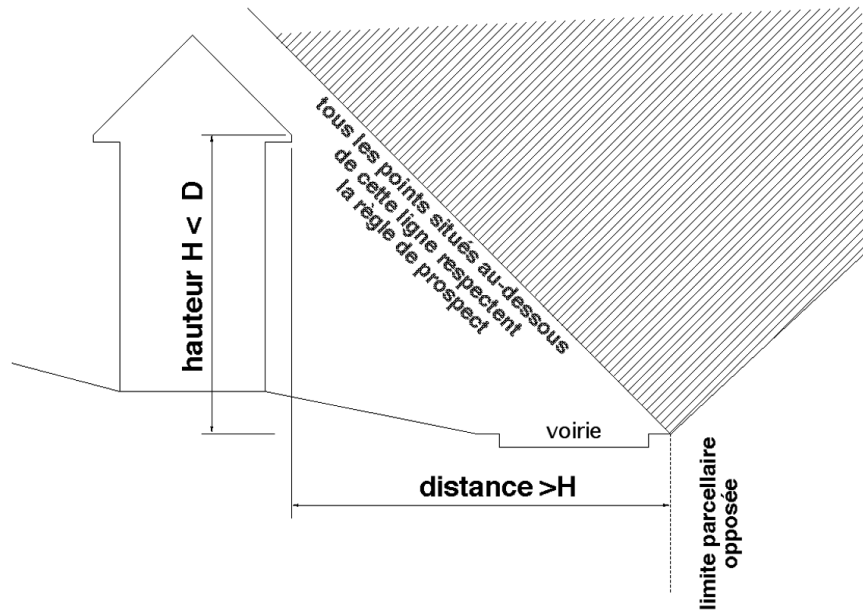 tous les points situés au-dessous
de cette ligne respectent
la règle de prospect
hauteur H < D
voirie
distance >H
limite parcellaire
opposée